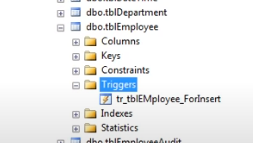 dbo.tblDepartment
dbo.tblEmployee
Columns
Keys
Constraints
Triggers
tr_tblEMployee_ForInsert
Indexes
Statistics
dbo.tblEmployeeAudit